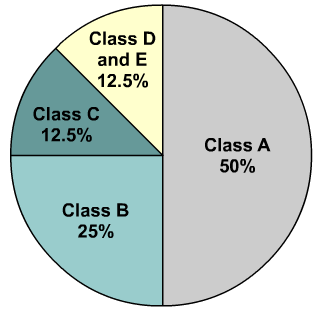 Class D
and E
12.5%
Class C
12.5%
Class A
50%
Class B
25%